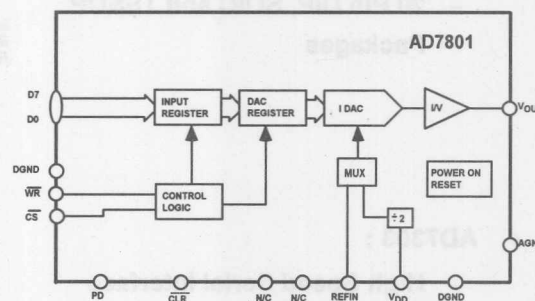 AD7801
D7
D0
INPUT
REGISTER
DAC
REGISTER
I DAC
I/V
DGND
WR
CS
CONTROL
LOGIC
MUX
÷ 2
POWER ON
RESET
PD
CLR
N/C
N/C
REFIN
VDD
DGND